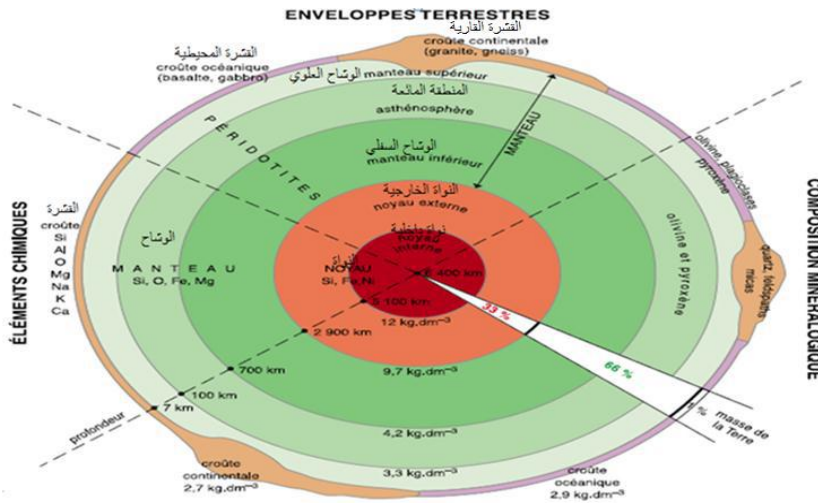 ENVELOPPES TERRESTRES
القشرة القارية
croûte continentale
(granite, gneiss)
القشرة المحيطية
croûte océanique
(basalte, gabbro)
الوشاح العلوي manteau supérieur
المنطقة المائعة
asthénosphère
MANTEAU
PÉRIDOTITES
الوشاح السفلي
manteau inférieur
النواة الخارجية
noyau externe
نواة داخلية
noyau
interne
olivine, plagioclases
pyroxène
COMPOSITION MINÉRALOGIQUE
olivine et pyroxène
quartz, feldspaths
micas
ÉLÉMENTS CHIMIQUES
القشرة
croûte
Si
Al
O
Mg
Na
K
Ca
الوشاح
MANTEAU
Si, O, Fe, Mg
النواة
NOYAU
Si, Fe, Ni
6 400 km
5 100 km
2 900 km
700 km
100 km
7 km
profondeur
12 kg.dm⁻³
9,7 kg.dm⁻³
4,2 kg.dm⁻³
3,3 kg.dm⁻³
33 %
66 %
1 %
masse de
la Terre
croûte
continentale
2,7 kg.dm⁻³
croûte
océanique
2,9 kg.dm⁻³